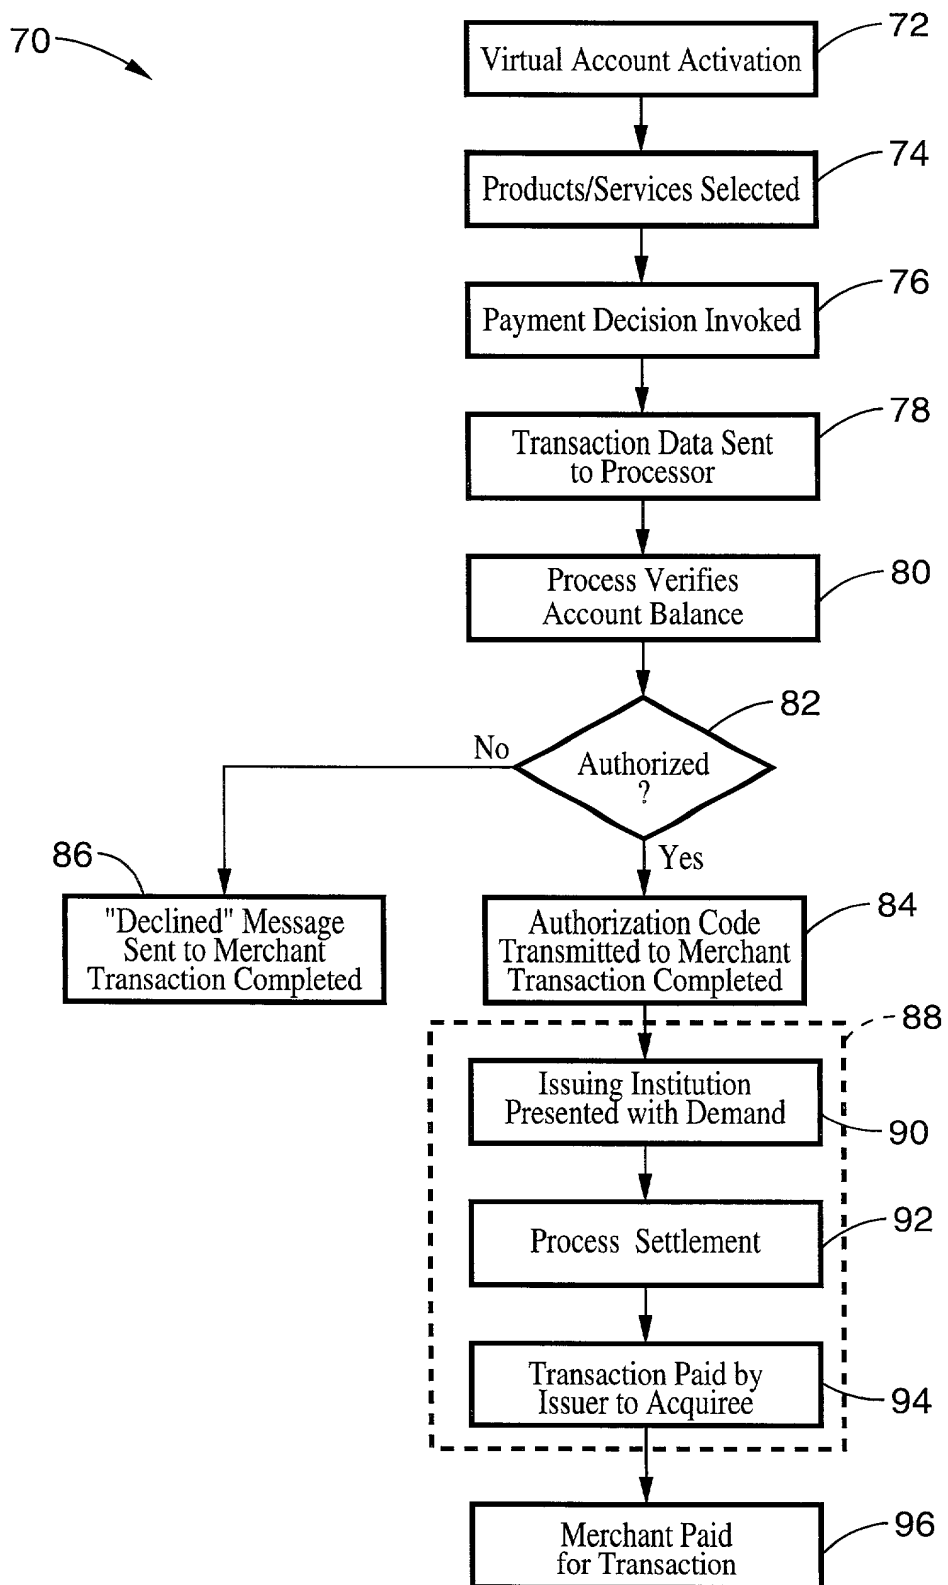 70
72
Virtual Account Activation
74
Products/Services Selected
76
Payment Decision Invoked
78
Transaction Data Sent
to Processor
80
Process Verifies
Account Balance
82
No
Authorized
?
Yes
86
"Declined" Message
Sent to Merchant
Transaction Completed
84
Authorization Code
Transmitted to Merchant
Transaction Completed
88
Issuing Institution
Presented with Demand
90
92
Process Settlement
Transaction Paid by
Issuer to Acquiree
94
96
Merchant Paid
for Transaction